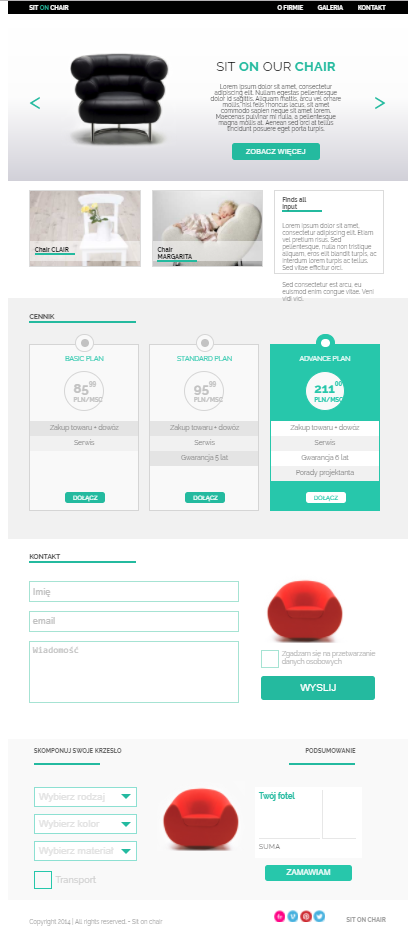 SIT ON CHAIR
O FIRMIE GALERIA KONTAKT
SIT ON OUR CHAIR
Lorem ipsum dolor sit amet, consectetur
adipiscing elit. Etiam egestas pellentesque
dolor id sagittis. Aliquam mattis, arcu vel ornare
mollis, nisl felis rhoncus lacus, sit amet
commodo sapien neque sit amet lorem.
Maecenas pulvinar mi nulla, a pellentesque
magna mollis at. Aenean sed orci at tellus
tincidunt posuere eget porta turpis.
ZOBACZ WIĘCEJ
Chair CLAIR
Chair
MARGARITA
Finds all
input
Lorem ipsum dolor sit amet,
consectetur adipiscing elit. Etiam
vel pretium risus. Sed
pellentesque, nulla non tristique
aliquam, eros elit blandit turpis, ac
interdum lorem turpis ac tellus.
Sed vitae efficitur orci.
Sed consectetur est arcu, eu
euismod enim congue vitae. Veni
vidi vici.
CENNIK
BASIC PLAN
85 99
PLN/MSC
Zakup towaru + dowóz
Serwis
DOŁĄCZ
STANDARD PLAN
95 99
PLN/MSC
Zakup towaru + dowóz
Serwis
Gwarancja 5 lat
DOŁĄCZ
ADVANCE PLAN
211 00
PLN/MSC
Zakup towaru + dowóz
Serwis
Gwarancja 6 lat
Porady projektanta
DOŁĄCZ
KONTAKT
Imię
email
Wiadomość
Zgadzam się na przetwarzanie
danych osobowych
WYSLIJ
SKOMPONUJ SWOJE KRZESŁO
PODSUMOWANIE
Wybierz rodzaj
Wybierz kolor
Wybierz materiał
Transport
Twój fotel
SUMA
ZAMAWIAM
Copyright 2014 | All rights reserved. • Sit on chair
SIT ON CHAIR